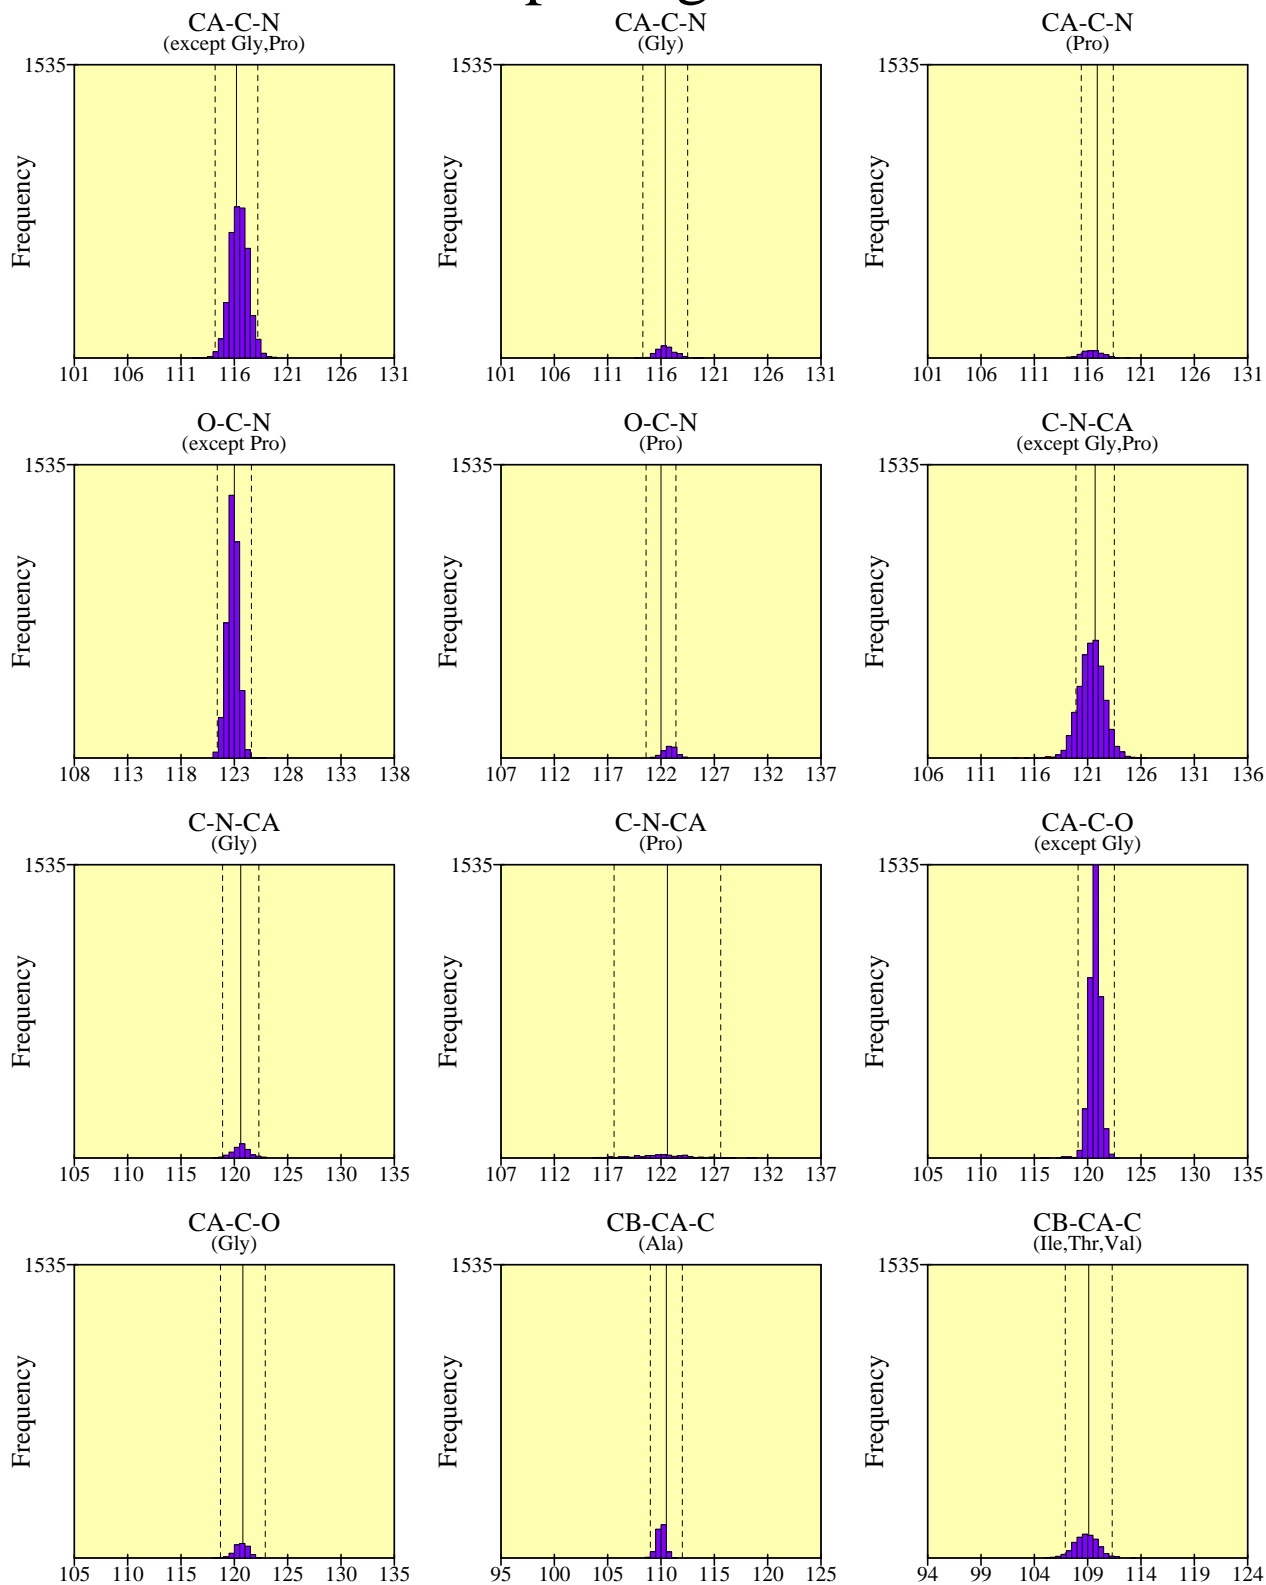 CA-C-N
(except Gly,Pro)
CA-C-N
(Gly)
CA-C-N
(Pro)
1535
1535
1535
Frequency
Frequency
Frequency
101 106 111 116 121 126 131
101 106 111 116 121 126 131
101 106 111 116 121 126 131
O-C-N
(except Pro)
O-C-N
(Pro)
C-N-CA
(except Gly,Pro)
1535
1535
1535
Frequency
Frequency
Frequency
108 113 118 123 128 133 138
107 112 117 122 127 132 137
106 111 116 121 126 131 136
C-N-CA
(Gly)
C-N-CA
(Pro)
CA-C-O
(except Gly)
1535
1535
1535
Frequency
Frequency
Frequency
105 110 115 120 125 130 135
107 112 117 122 127 132 137
105 110 115 120 125 130 135
CA-C-O
(Gly)
CB-CA-C
(Ala)
CB-CA-C
(Ile,Thr,Val)
1535
1535
1535
Frequency
Frequency
Frequency
105 110 115 120 125 130 135
95 100 105 110 115 120 125
94 99 104 109 114 119 124